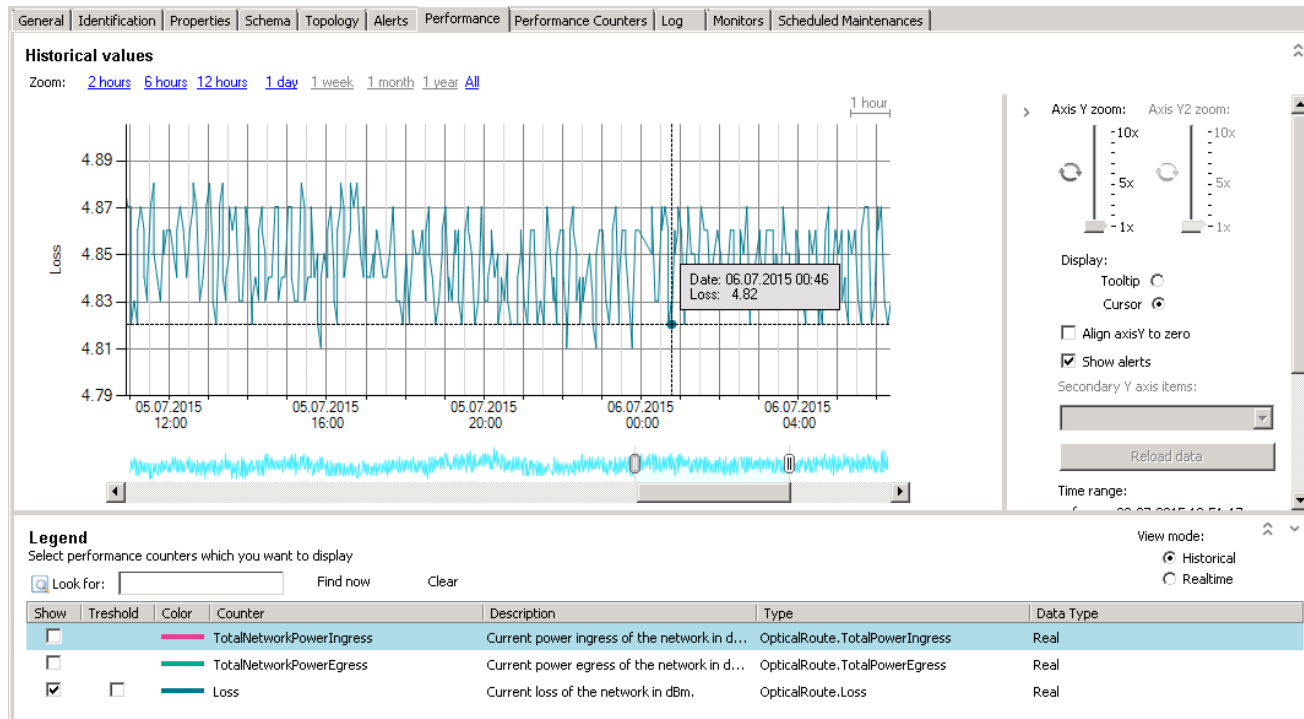 General Identification Properties Schema Topology Alerts Performance Performance Counters Log Monitors Scheduled Maintenances
Historical values
Zoom: 2 hours 6 hours 12 hours 1 day 1 week 1 month 1 year All
1 hour
4.89
4.87
4.85
4.83
4.81
4.79
Loss
Date: 06.07.2015 00:46
Loss: 4.82
05.07.2015 05.07.2015 05.07.2015 06.07.2015 06.07.2015
12:00 16:00 20:00 00:00 04:00
Axis Y zoom: Axis Y2 zoom:
10x 10x
5x 5x
1x 1x
Display:
Tooltip
Cursor
Align axisY to zero
Show alerts
Secondary Y axis items:
Reload data
Time range:
Legend
Select performance counters which you want to display
Look for: Find now Clear
View mode:
Historical
Realtime
Show Treshold Color Counter Description Type Data Type
TotalNetworkPowerIngress Current power ingress of the network in d... OpticalRoute.TotalPowerIngress Real
TotalNetworkPowerEgress Current power egress of the network in d... OpticalRoute.TotalPowerEgress Real
Loss Current loss of the network in dBm. OpticalRoute.Loss Real